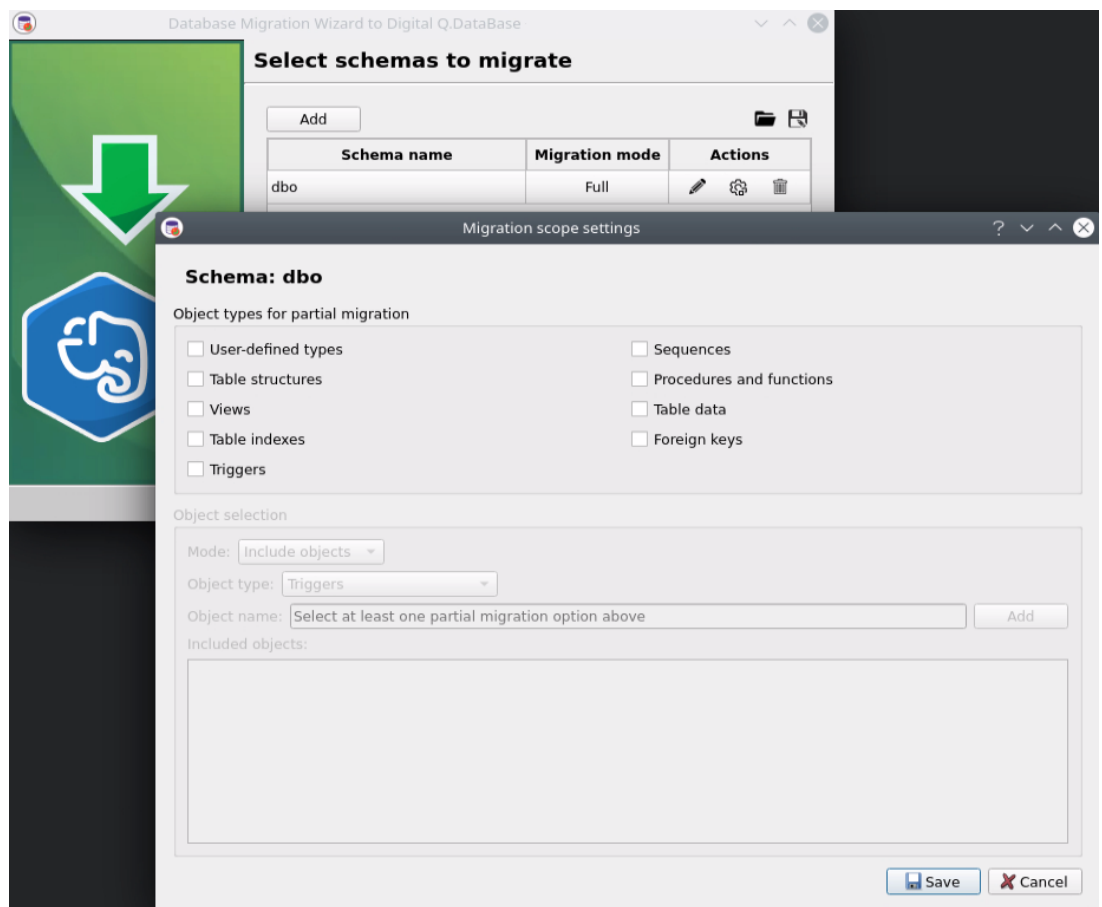 Database Migration Wizard to Digital Q.DataBase
Select schemas to migrate
Add
Schema name Migration mode Actions
dbo Full
Migration scope settings ?
Schema: dbo
Object types for partial migration
User-defined types Sequences
Table structures Procedures and functions
Views Table data
Table indexes Foreign keys
Triggers
Object selection
Mode: Include objects
Object type: Triggers
Object name: Select at least one partial migration option above Add
Included objects:
Save Cancel